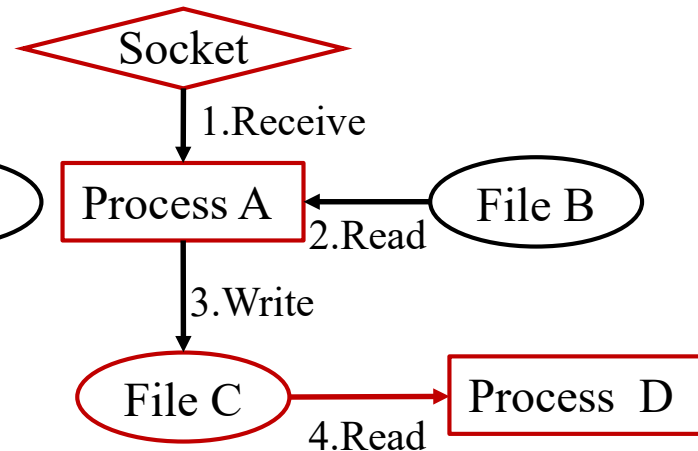 Socket
1.Receive
Process A
File B
2.Read
3.Write
File C
Process D
4.Read